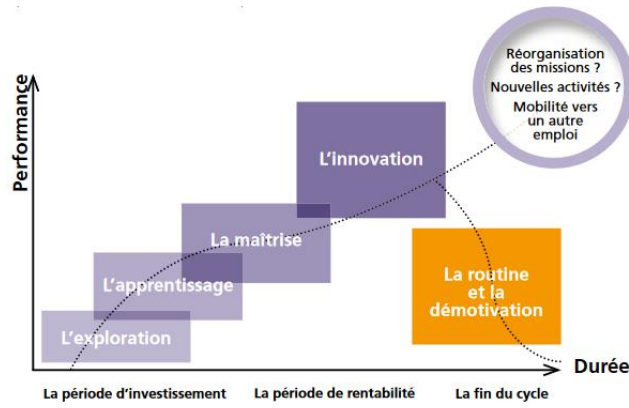 Réorganisation
des missions ?
Nouvelles activités ?
Mobilité vers
un autre
emploi
Performance
L'innovation
La maîtrise
L'apprentissage
L'exploration
La routine
et la
démotivation
Durée
La période d'investissement
La période de rentabilité
La fin du cycle